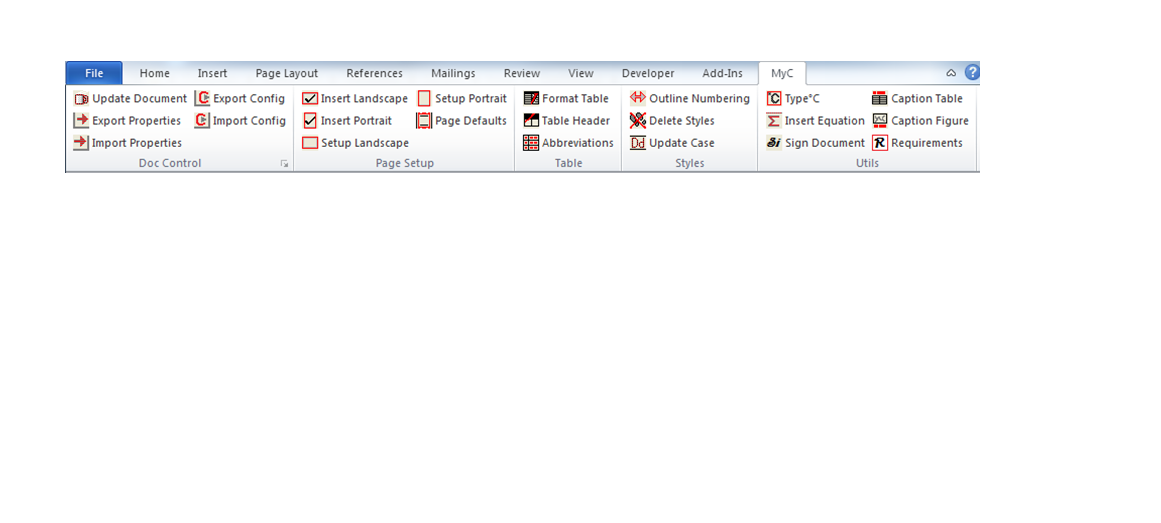 File Home Insert Page Layout References Mailings Review View Developer Add-Ins MyC
Update Document Export Config Insert Landscape Setup Portrait Format Table Outline Numbering Type°C Caption Table
Export Properties Import Config Insert Portrait Page Defaults Table Header Delete Styles Insert Equation Caption Figure
Import Properties Setup Landscape Abbreviations Update Case Sign Document Requirements
Doc Control Page Setup Table Styles Utils